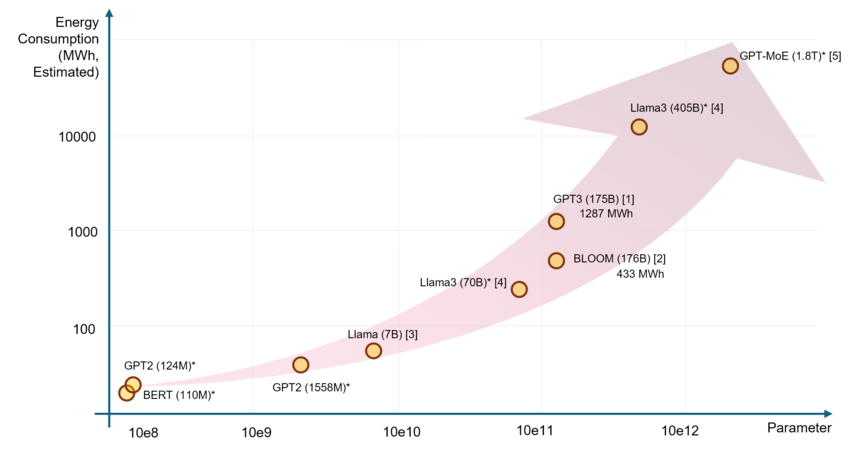 Energy
Consumption
(MWh,
Estimated)
GPT-MoE (1.8T)* [5]
Llama3 (405B)* [4]
10000
GPT3 (175B) [1]
1287 MWh
1000
BLOOM (176B) [2]
433 MWh
Llama3 (70B)* [4]
100
Llama (7B) [3]
GPT2 (124M)*
BERT (110M)*
GPT2 (1558M)*
10e8
10e9
10e10
10e11
10e12
Parameter